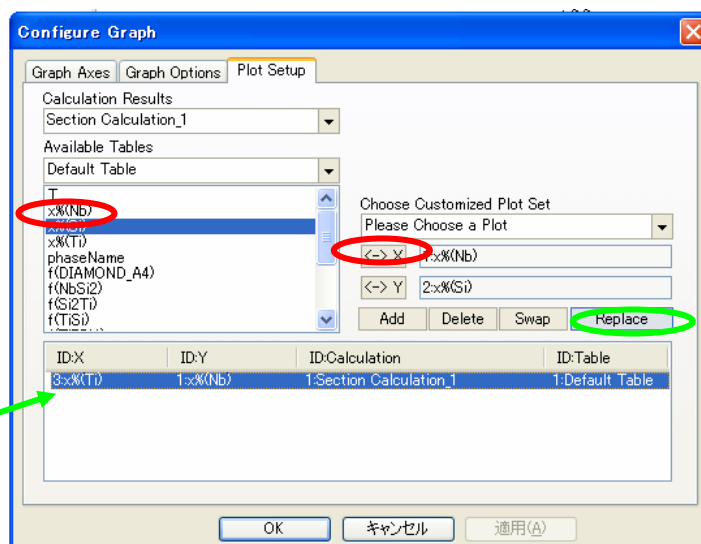 Configure Graph
Graph Axes Graph Options Plot Setup
Calculation Results
Section Calculation_1
Available Tables
Default Table
T
x%(Nb)
x%(Si)
x%(Ti)
phaseName
f(DIAMOND_A4)
f(NbSi2)
f(Si2Ti)
f(TiSi)
Choose Customized Plot Set
Please Choose a Plot
<-> X 1:x%(Nb)
<-> Y 2:x%(Si)
Add Delete Swap Replace
ID:X ID:Y ID:Calculation ID:Table
3:x%(Ti) 1:x%(Nb) 1:Section Calculation_1 1:Default Table
OK キャンセル 適用(A)